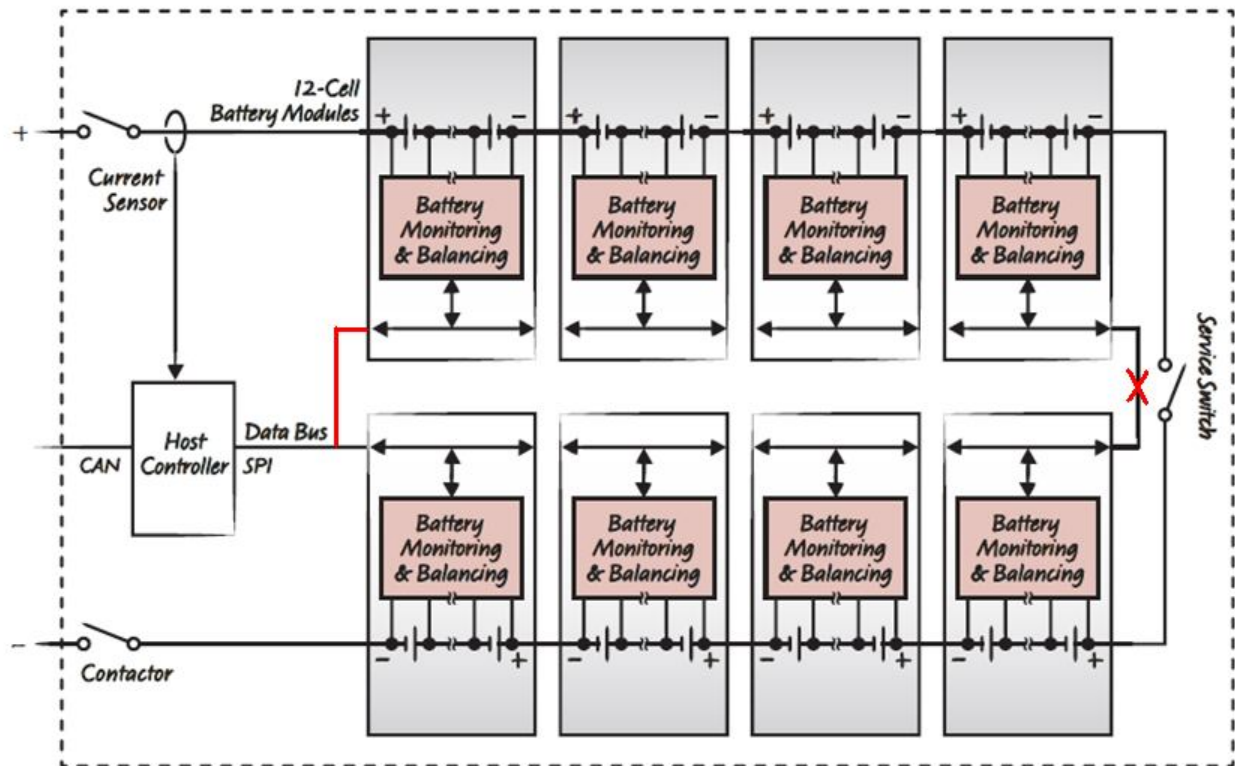 12-Cell
Battery Modules
+
Current
Sensor
+ - + - + - + -
Battery
Monitoring
& Balancing
Battery
Monitoring
& Balancing
Battery
Monitoring
& Balancing
Battery
Monitoring
& Balancing
Service Switch
Host
Controller
CAN
Data Bus
SPI
Battery
Monitoring
& Balancing
Battery
Monitoring
& Balancing
Battery
Monitoring
& Balancing
Battery
Monitoring
& Balancing
- + - + - + - +
-
Contactor